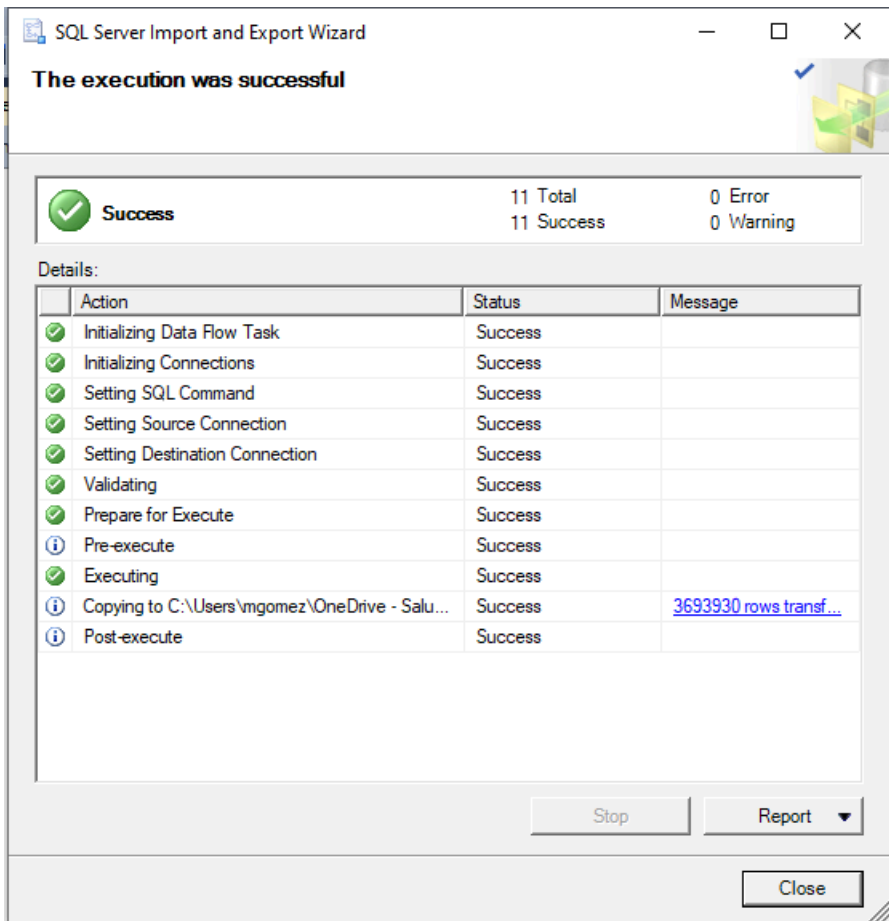 SQL Server Import and Export Wizard
The execution was successful
Success
11 Total
0 Error
11 Success
0 Warning
Details:
Action Status Message
Initializing Data Flow Task Success
Initializing Connections Success
Setting SQL Command Success
Setting Source Connection Success
Setting Destination Connection Success
Validating Success
Prepare for Execute Success
Pre-execute Success
Executing Success
Copying to C:\Users\mgomez\OneDrive - Salu... Success 3693930 rows transf...
Post-execute Success
Stop Report
Close